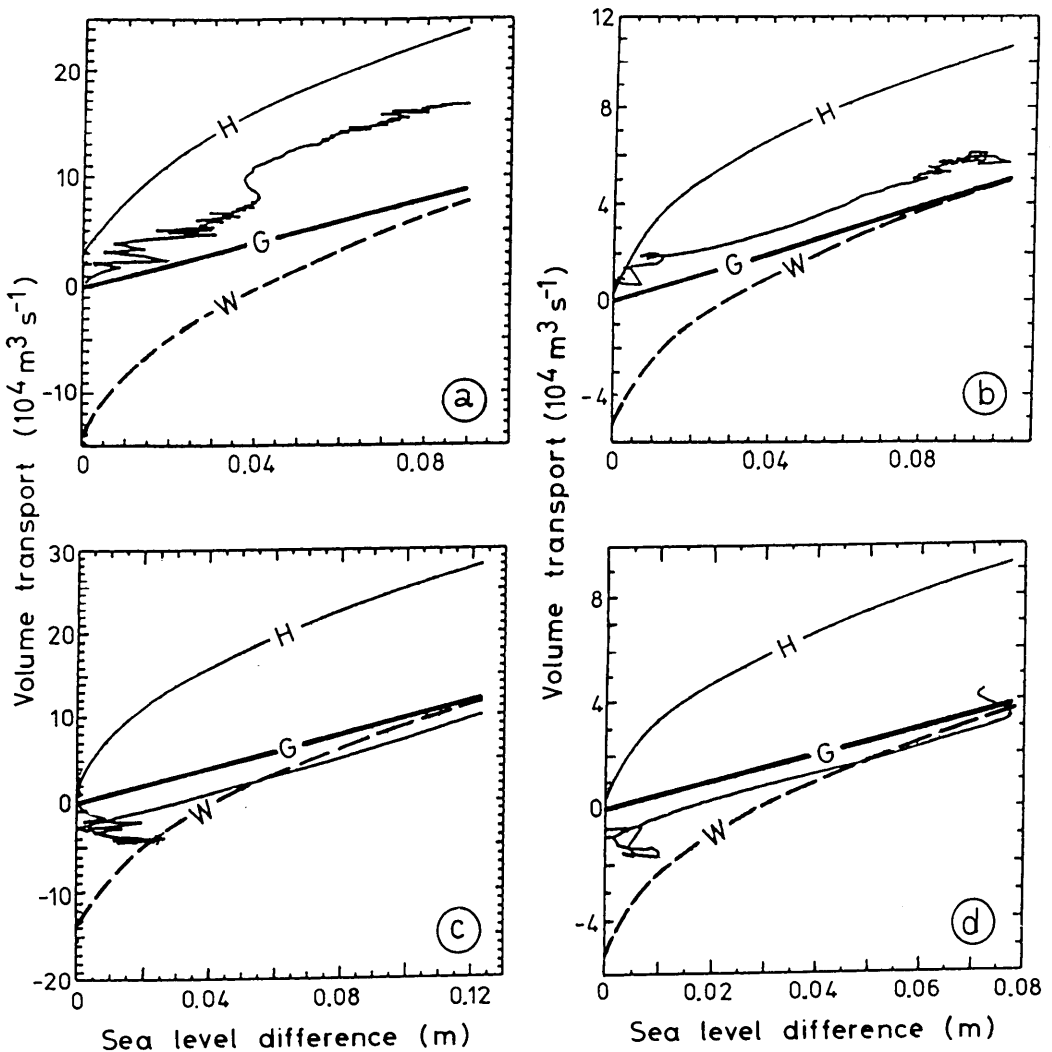 20
10
0
-10
H
G
W
a
0
0.04
0.08
12
8
4
0
-4
H
G
W
b
0
0.04
0.08
Volume transport (10⁴ m³ s⁻¹)
Volume transport (10⁴ m³ s⁻¹)
30
20
10
0
-10
-20
H
G
W
c
0
0.04
0.08
0.12
Sea level difference (m)
8
4
0
-4
H
G
W
d
0
0.02
0.04
0.06
0.08
Sea level difference (m)